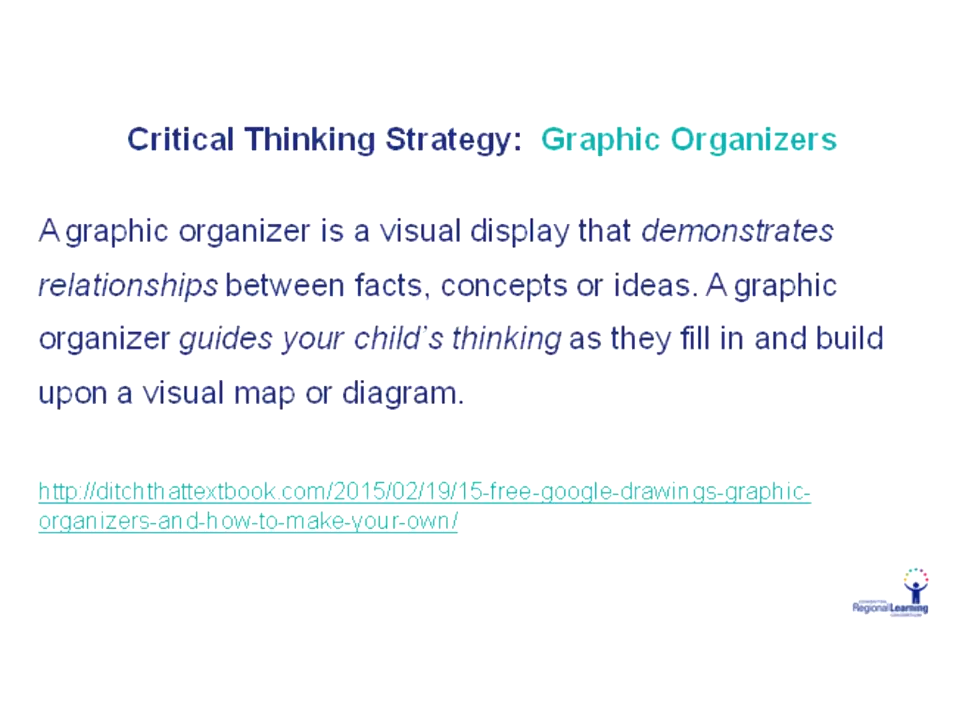 Critical Thinking Strategy: Graphic Organizers
A graphic organizer is a visual display that demonstrates
relationships between facts, concepts or ideas. A graphic
organizer guides your child's thinking as they fill in and build
upon a visual map or diagram.
http://ditchthattextbook.com/2015/02/19/15-free-google-drawings-graphic-
organizers-and-how-to-make-your-own/
Regional Learning